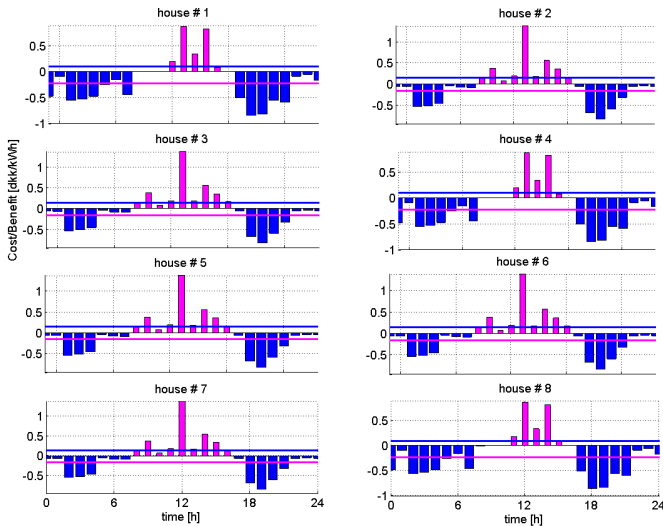 house # 1
0.5
0
-0.5
-1
house # 2
1
0.5
0
-0.5
house # 3
1
0.5
0
-0.5
house # 4
0.5
0
-0.5
-1
Cost/Benefit [dkk/kWh]
house # 5
1
0.5
0
-0.5
house # 6
1
0.5
0
-0.5
house # 7
1
0.5
0
-0.5
0 6 12 18 24
time [h]
house # 8
0.5
0
-0.5
-1
0 6 12 18 24
time [h]